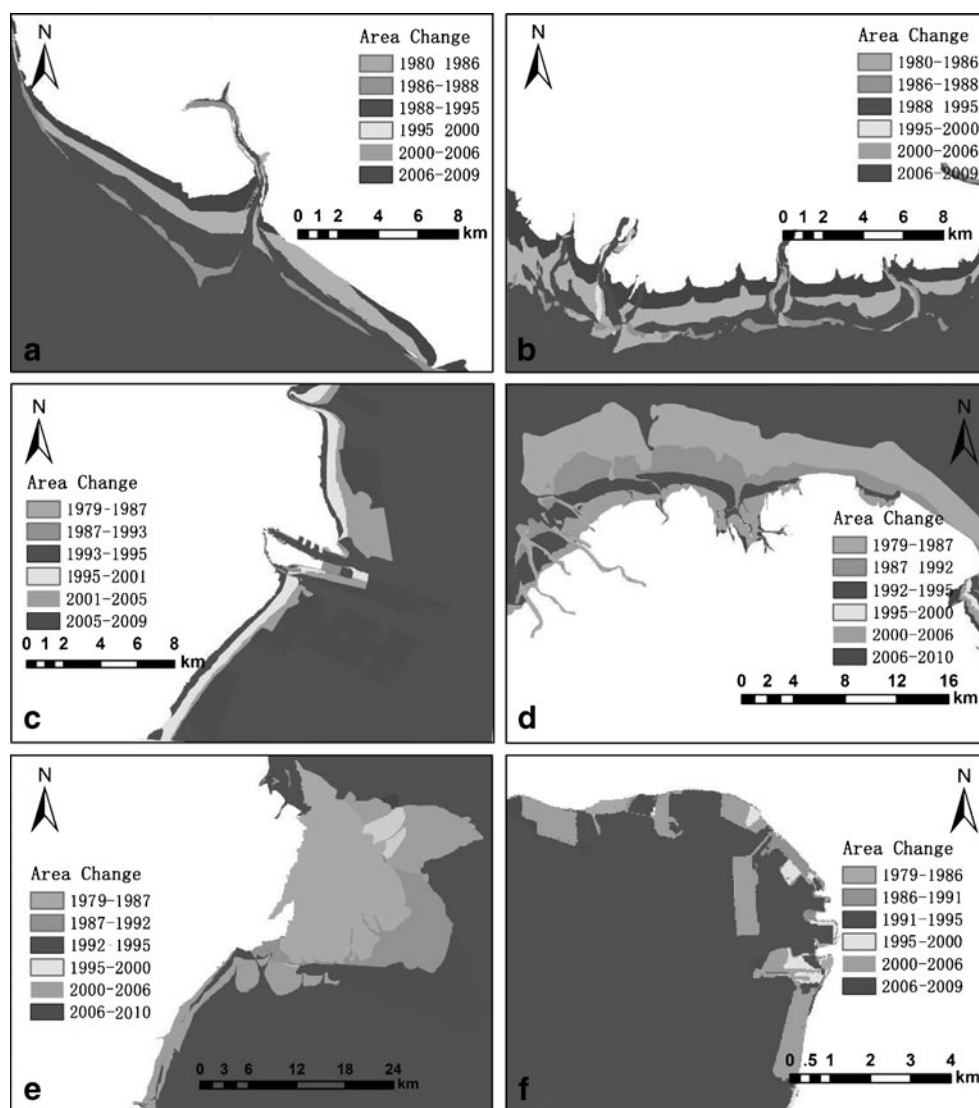 N
Area Change
1980 1986
1986-1988
1988-1995
1995 2000
2000-2006
2006-2009
0 1 2 4 6 8
km
a
N
Area Change
1980-1986
1986-1988
1988 1995
1995-2000
2000-2006
2006-2009
0 1 2 4 6 8
km
b
N
Area Change
1979-1987
1987-1993
1993-1995
1995-2001
2001-2005
2005-2009
0 1 2 4 6 8
km
c
N
Area Change
1979-1987
1987 1992
1992-1995
1995-2000
2000-2006
2006-2010
0 2 4 8 12 16
km
d
N
Area Change
1979-1987
1987-1992
1992-1995
1995-2000
2000-2006
2006-2010
0 3 6 12 18 24
km
e
N
Area Change
1979-1986
1986-1991
1991-1995
1995-2000
2000-2006
2006-2009
0 .5 1 2 3 4
km
f